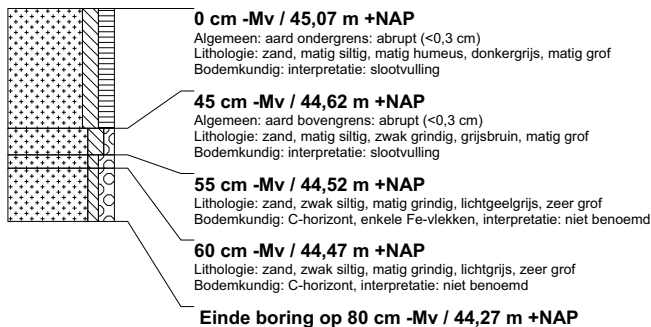 0 cm -Mv / 45,07 m +NAP
Algemeen: aard ondergrens: abrupt (<0,3 cm)
Lithologie: zand, matig siltig, matig humeus, donkergrijs, matig grof
Bodemkundig: interpretatie: slootvulling
45 cm -Mv / 44,62 m +NAP
Algemeen: aard bovengrens: abrupt (<0,3 cm)
Lithologie: zand, matig siltig, zwak grindig, grijsbruin, matig grof
Bodemkundig: interpretatie: slootvulling
55 cm -Mv / 44,52 m +NAP
Lithologie: zand, zwak siltig, matig grindig, lichtgeelgrijs, zeer grof
Bodemkundig: C-horizont, enkele Fe-vlekken, interpretatie: niet benoemd
60 cm -Mv / 44,47 m +NAP
Lithologie: zand, zwak siltig, matig grindig, lichtgrijs, zeer grof
Bodemkundig: C-horizont, interpretatie: niet benoemd
Einde boring op 80 cm -Mv / 44,27 m +NAP